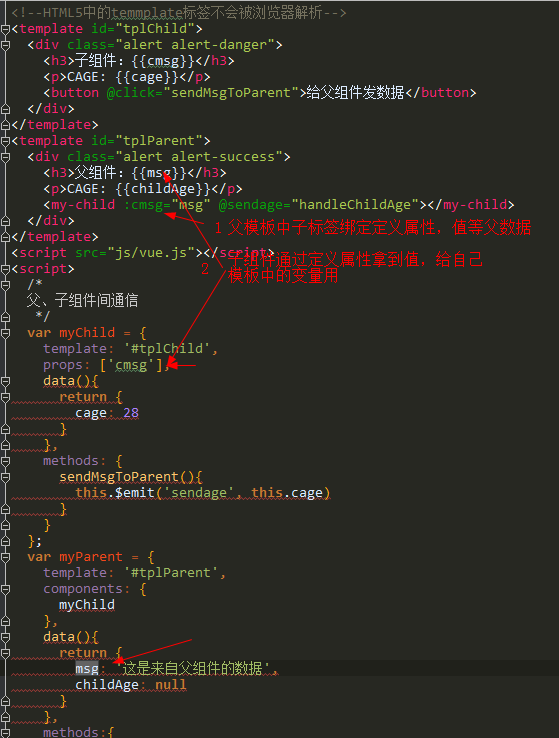 <!--HTML5中的temmplate标签不会被浏览器解析-->
<template id="tplChild">
<div class="alert alert-danger">
<h3>子组件：{{cmsg}}</h3>
<p>CAGE：{{cage}}</p>
<button @click="sendMsgToParent">给父组件发数据</button>
</div>
</template>
<template id="tplParent">
<div class="alert alert-success">
<h3>父组件：{{msg}}</h3>
<p>CAGE：{{childAge}}</p>
<my-child :cmsg="msg" @sendage="handleChildAge"></my-child>
</div>
1 父模板中子标签绑定定义属性，值等父数据
</template>
<script src="js/vue.js"></script>
2 子组件通过定义属性拿到值，给自己
模板中的变量用
<script>
/*
父、子组件间通信
*/
var myChild = {
template: '#tplChild',
props: ['cmsg'],
data(){
return {
cage: 28
}
},
methods: {
sendMsgToParent(){
this.$emit('sendage', this.cage)
}
}
};
var myParent = {
template: '#tplParent',
components: {
myChild
},
data(){
return {
msg: '这是来自父组件的数据',
childAge: null
}
},
methods:{